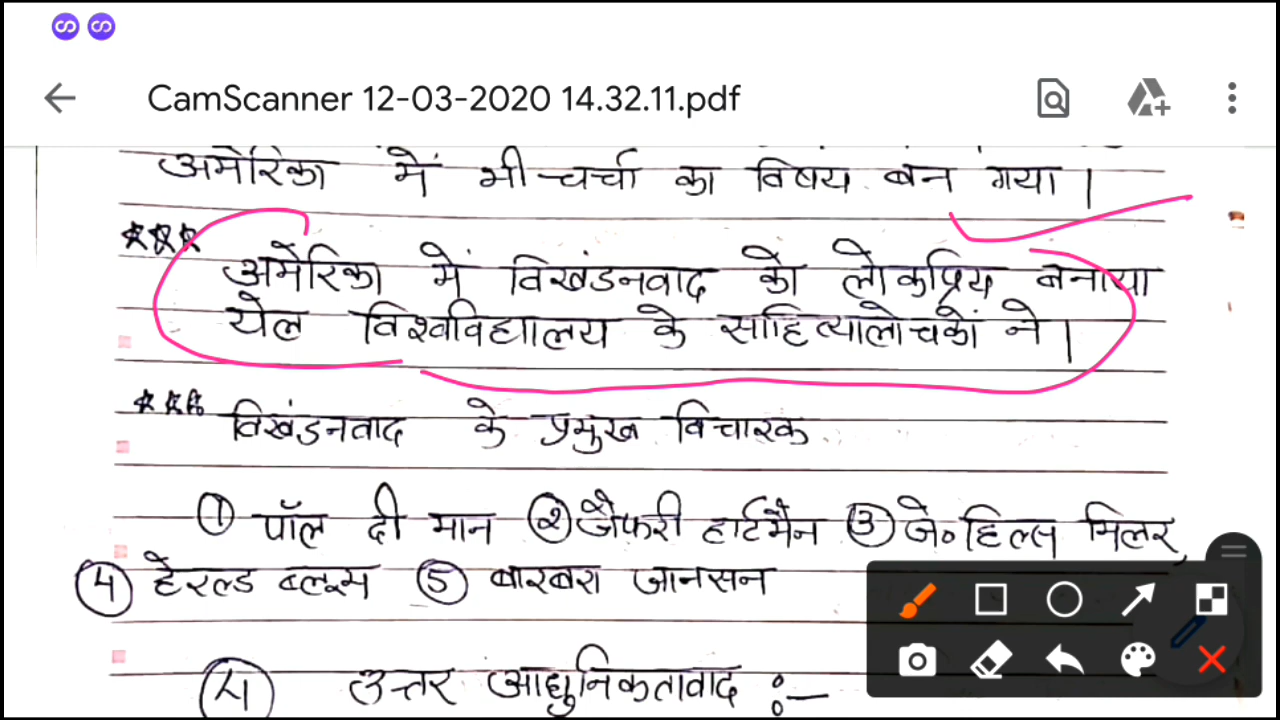 CamScanner 12-03-2020 14.32.11.pdf
अमेरिका में भी चर्चा का विषय बन गया।
अमेरिका में विखंडनवाद को लोकप्रिय बनाया
येल विश्वविद्यालय के साहित्यालोचकों ने।
विखंडनवाद के प्रमुख विचारक
① पॉल दी मान ② जैफरी हार्टमैन ③ जे० हिल्स मिलर,
④ हेरल्ड ब्लूम ⑤ बारबरा जानसन
④ उत्तर आधुनिकतावाद :—